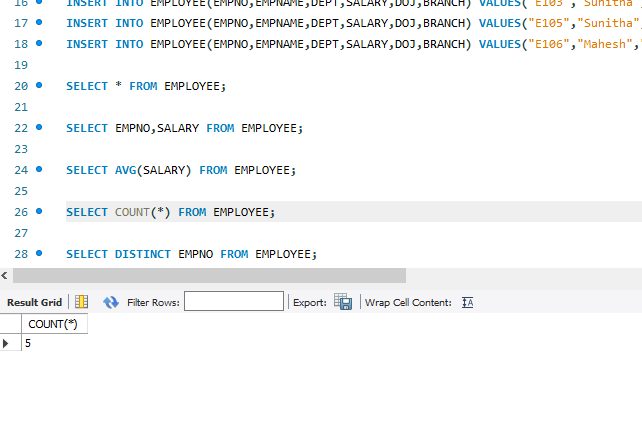 16 INSERT INTO EMPLOYEE(EMPNO,EMPNAME,DEPT,SALARY,DOJ,BRANCH) VALUES("E103","Sunitha",
17 INSERT INTO EMPLOYEE(EMPNO,EMPNAME,DEPT,SALARY,DOJ,BRANCH) VALUES("E105","Sunitha",
18 INSERT INTO EMPLOYEE(EMPNO,EMPNAME,DEPT,SALARY,DOJ,BRANCH) VALUES("E106","Mahesh",
19
20 SELECT * FROM EMPLOYEE;
21
22 SELECT EMPNO,SALARY FROM EMPLOYEE;
23
24 SELECT AVG(SALARY) FROM EMPLOYEE;
25
26 SELECT COUNT(*) FROM EMPLOYEE;
27
28 SELECT DISTINCT EMPNO FROM EMPLOYEE;
Result Grid Filter Rows: Export: Wrap Cell Content:
COUNT(*)
5